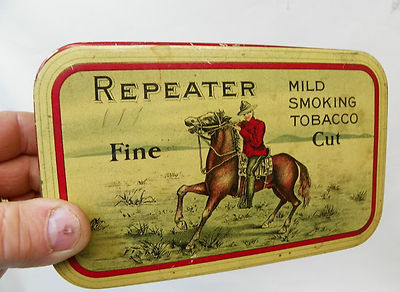 REPEATER
MILD
SMOKING
TOBACCO
Fine Cut